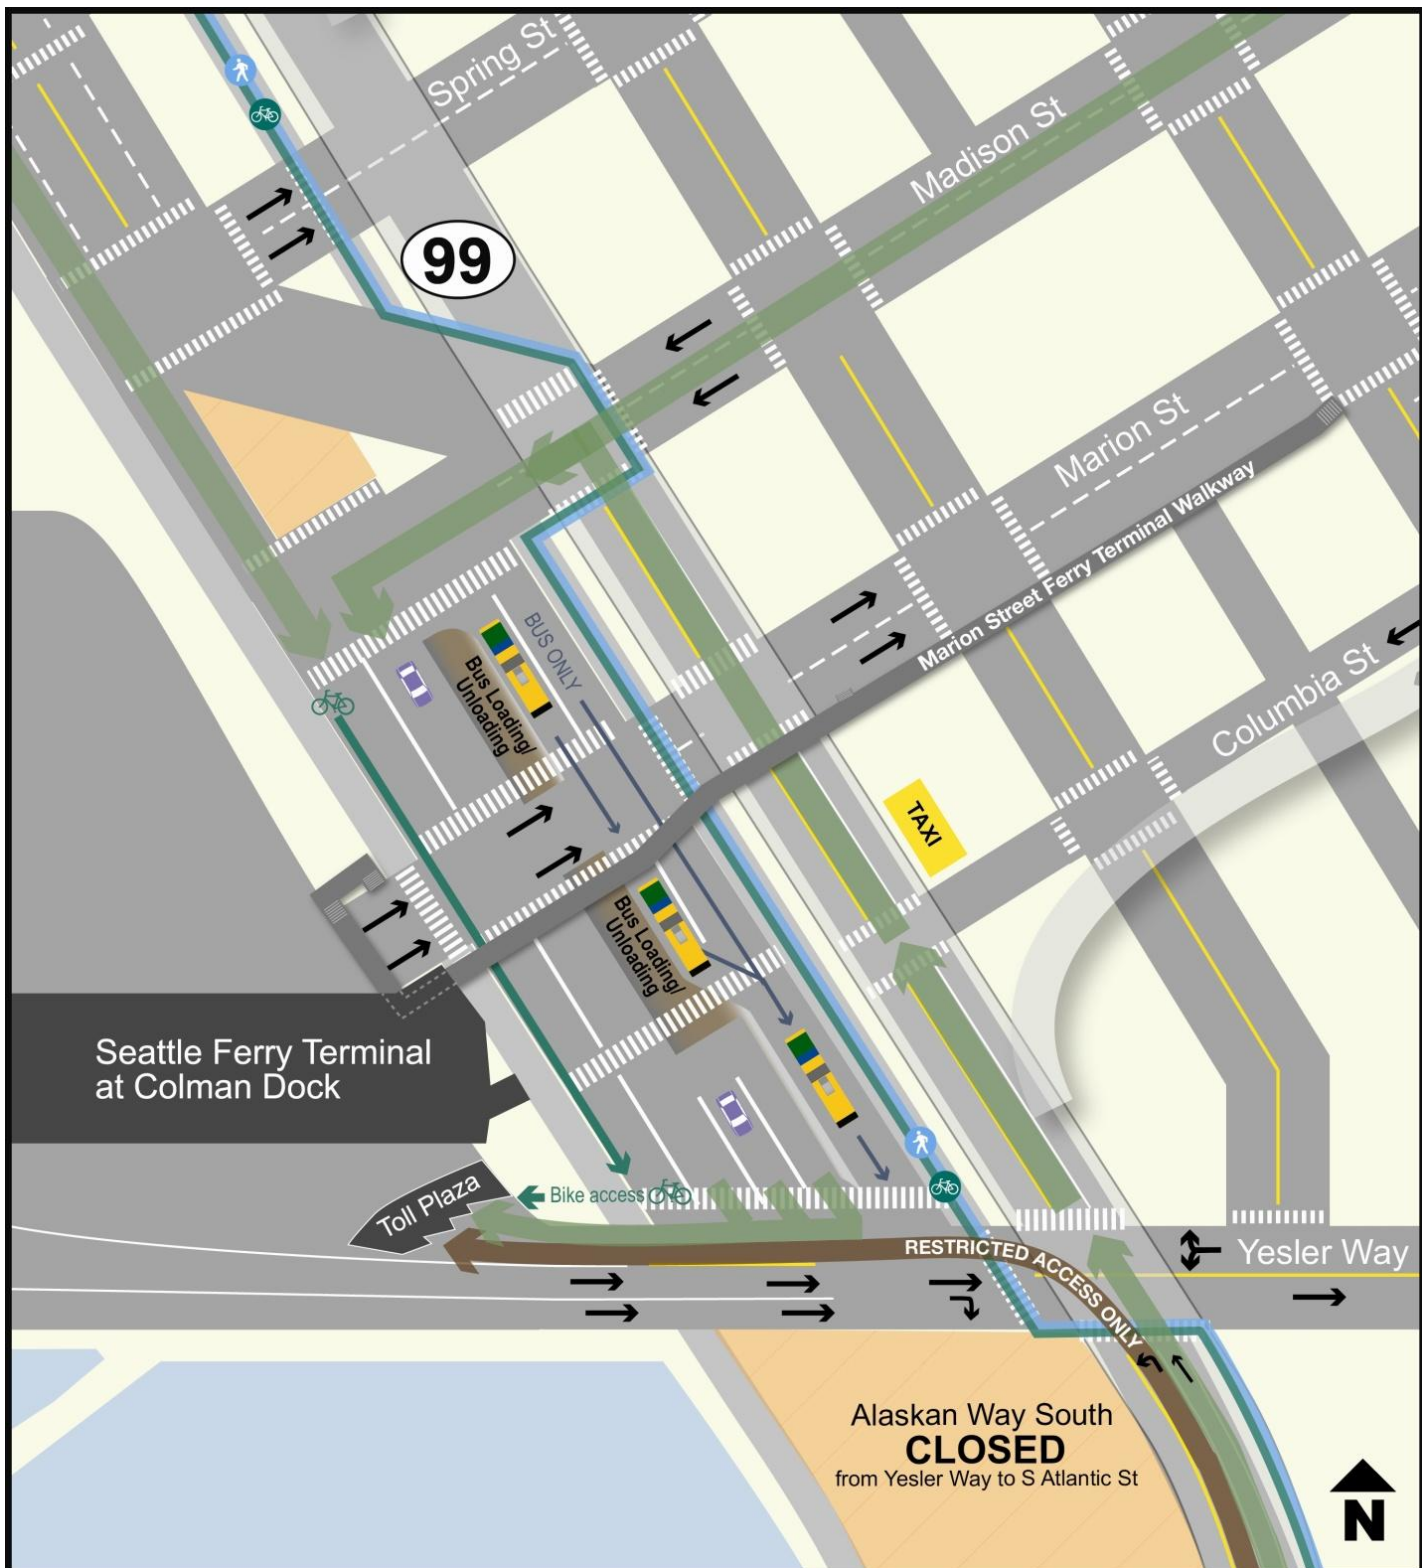 Spring St
Madison St
99
Marion St
Marion Street Ferry Terminal Walkway
Columbia St
BUS ONLY
Bus Loading/
Unloading
TAXI
Bus Loading/
Unloading
Seattle Ferry Terminal
at Colman Dock
Toll Plaza
Bike access
RESTRICTED ACCESS ONLY
Yesler Way
Alaskan Way South
CLOSED
from Yesler Way to S Atlantic St
N